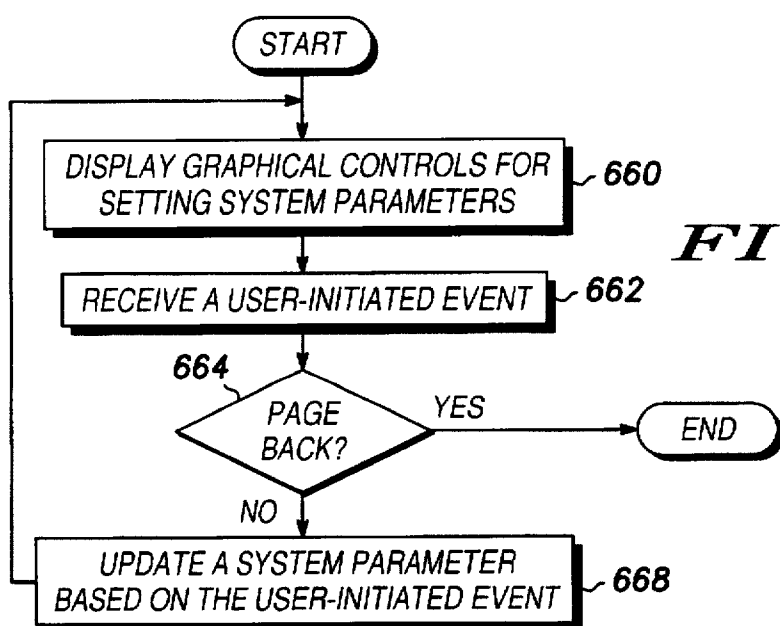 START
DISPLAY GRAPHICAL CONTROLS FOR
SETTING SYSTEM PARAMETERS
660
FI
RECEIVE A USER-INITIATED EVENT
662
664
PAGE
BACK?
YES
END
NO
UPDATE A SYSTEM PARAMETER
BASED ON THE USER-INITIATED EVENT
668